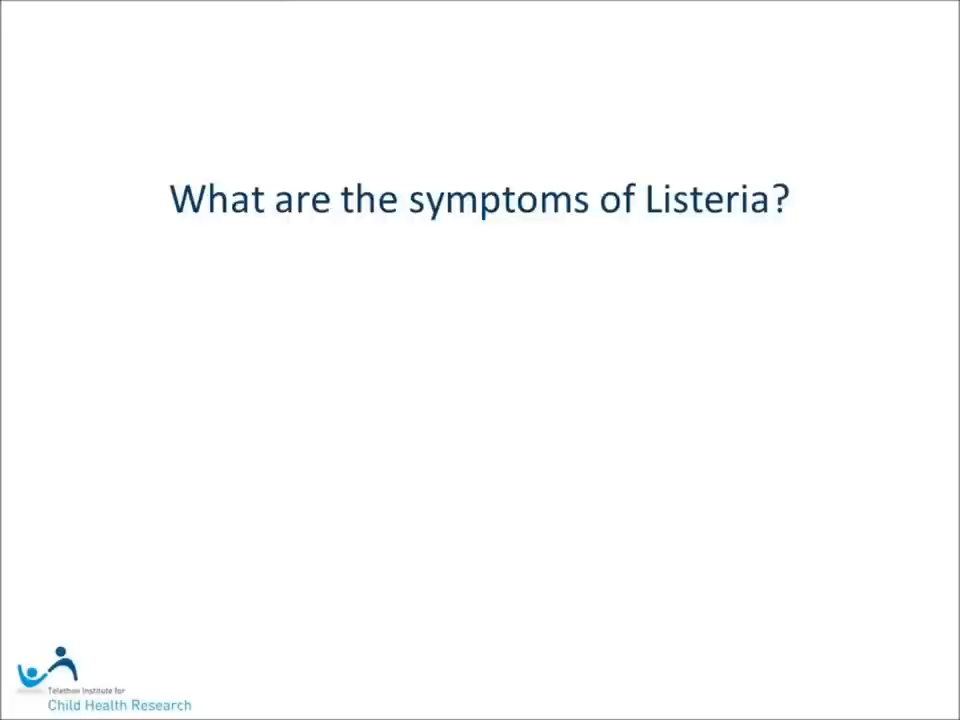 What are the symptoms of Listeria?
Telethon Institute for
Child Health Research